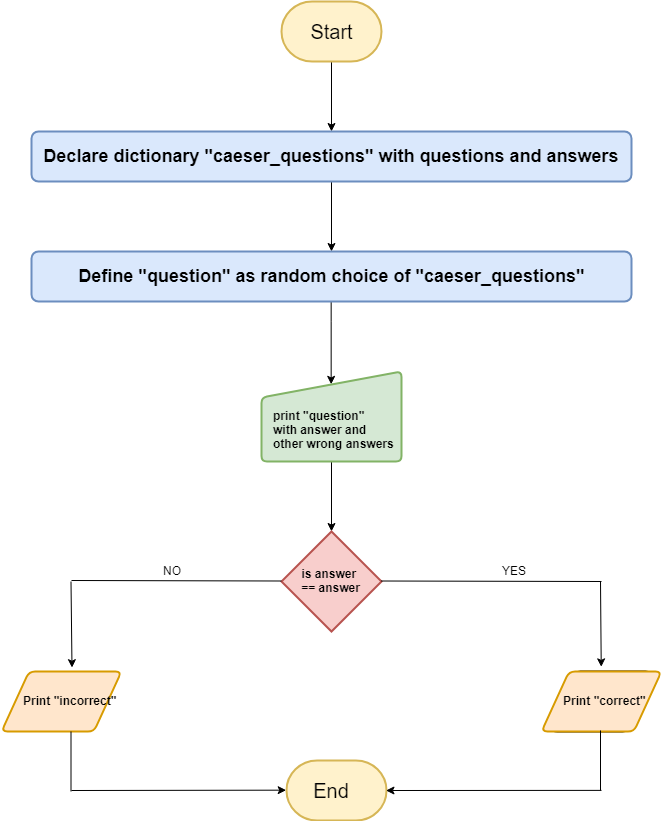 Start
Declare dictionary "caeser_questions" with questions and answers
Define "question" as random choice of "caeser_questions"
print "question"
with answer and
other wrong answers
is answer
== answer
NO
YES
Print "incorrect"
Print "correct"
End